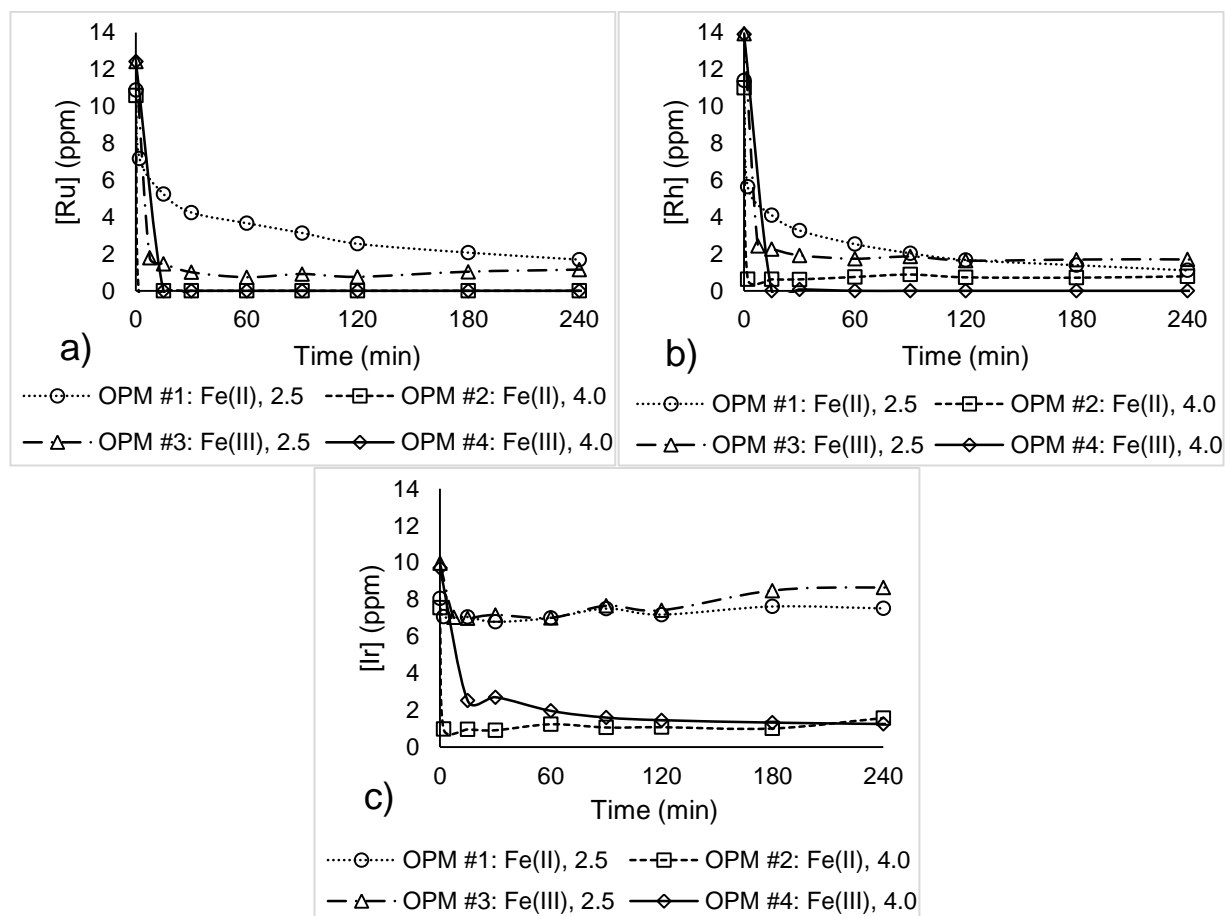 14
12
10
8
6
4
2
0
[Ru] (ppm)
0 60 120 180 240
Time (min)
a)
OPM #1: Fe(II), 2.5 OPM #2: Fe(II), 4.0
OPM #3: Fe(III), 2.5 OPM #4: Fe(III), 4.0
14
12
10
8
6
4
2
0
[Rh] (ppm)
0 60 120 180 240
Time (min)
b)
OPM #1: Fe(II), 2.5 OPM #2: Fe(II), 4.0
OPM #3: Fe(III), 2.5 OPM #4: Fe(III), 4.0
14
12
10
8
6
4
2
0
[Ir] (ppm)
0 60 120 180 240
Time (min)
c)
OPM #1: Fe(II), 2.5 OPM #2: Fe(II), 4.0
OPM #3: Fe(III), 2.5 OPM #4: Fe(III), 4.0